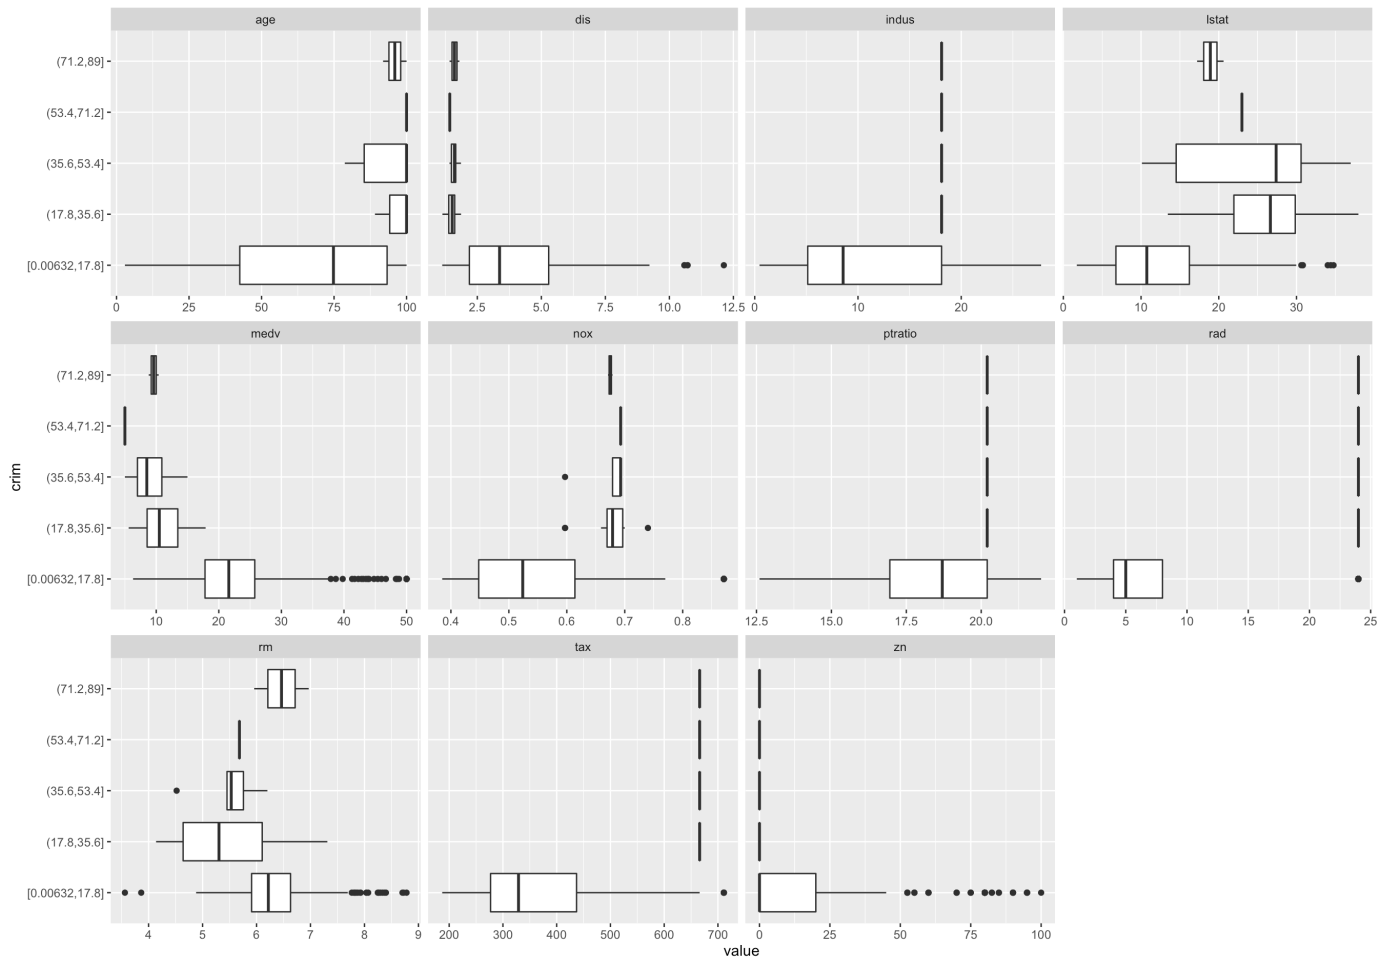 age dis indus lstat
(71.2,89]
(53.4,71.2]
(35.6,53.4]
(17.8,35.6]
[0.00632,17.8]
0 25 50 75 100 2.5 5.0 7.5 10.0 12.5 0 10 20 0 10 20 30
medv nox ptratio rad
(71.2,89]
(53.4,71.2]
(35.6,53.4]
(17.8,35.6]
[0.00632,17.8]
crim
10 20 30 40 50 0.4 0.5 0.6 0.7 0.8 12.5 15.0 17.5 20.0 0 5 10 15 20 25
rm tax zn
(71.2,89]
(53.4,71.2]
(35.6,53.4]
(17.8,35.6]
[0.00632,17.8]
4 5 6 7 8 9 200 300 400 500 600 700 0 25 50 75 100
value